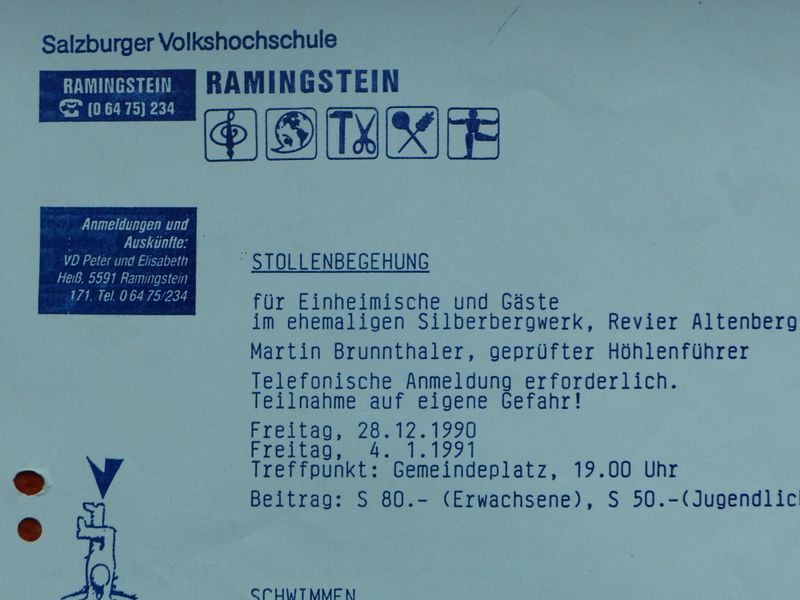 Salzburger Volkshochschule
RAMINGSTEIN
☎ (0 64 75) 234
RAMINGSTEIN
Anmeldungen und
Auskünfte:
VD Peter und Elisabeth
Heiß. 5591 Ramingstein
171. Tel. 0 64 75/234
STOLLENBEGEHUNG
für Einheimische und Gäste
im ehemaligen Silberbergwerk, Revier Altenberg
Martin Brunnthaler, geprüfter Höhlenführer
Telefonische Anmeldung erforderlich.
Teilnahme auf eigene Gefahr!
Freitag, 28.12.1990
Freitag, 4. 1.1991
Treffpunkt: Gemeindeplatz, 19.00 Uhr
Beitrag: S 80.- (Erwachsene), S 50.-(Jugendlic
SCHWIMMEN